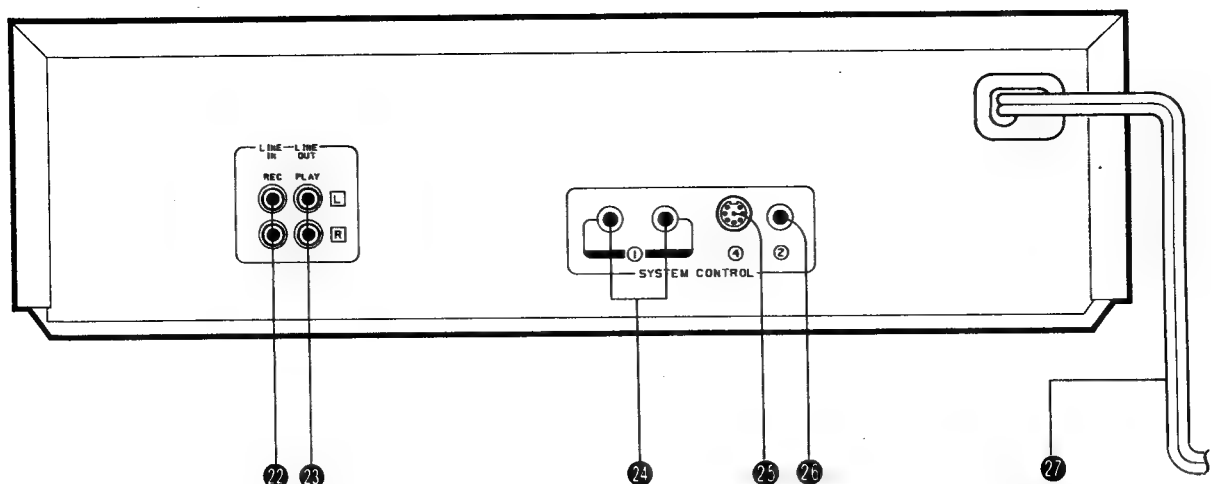 LINE IN LINE OUT
REC PLAY
L
R
① ④ ②
SYSTEM CONTROL
22 23 24 25 26 27